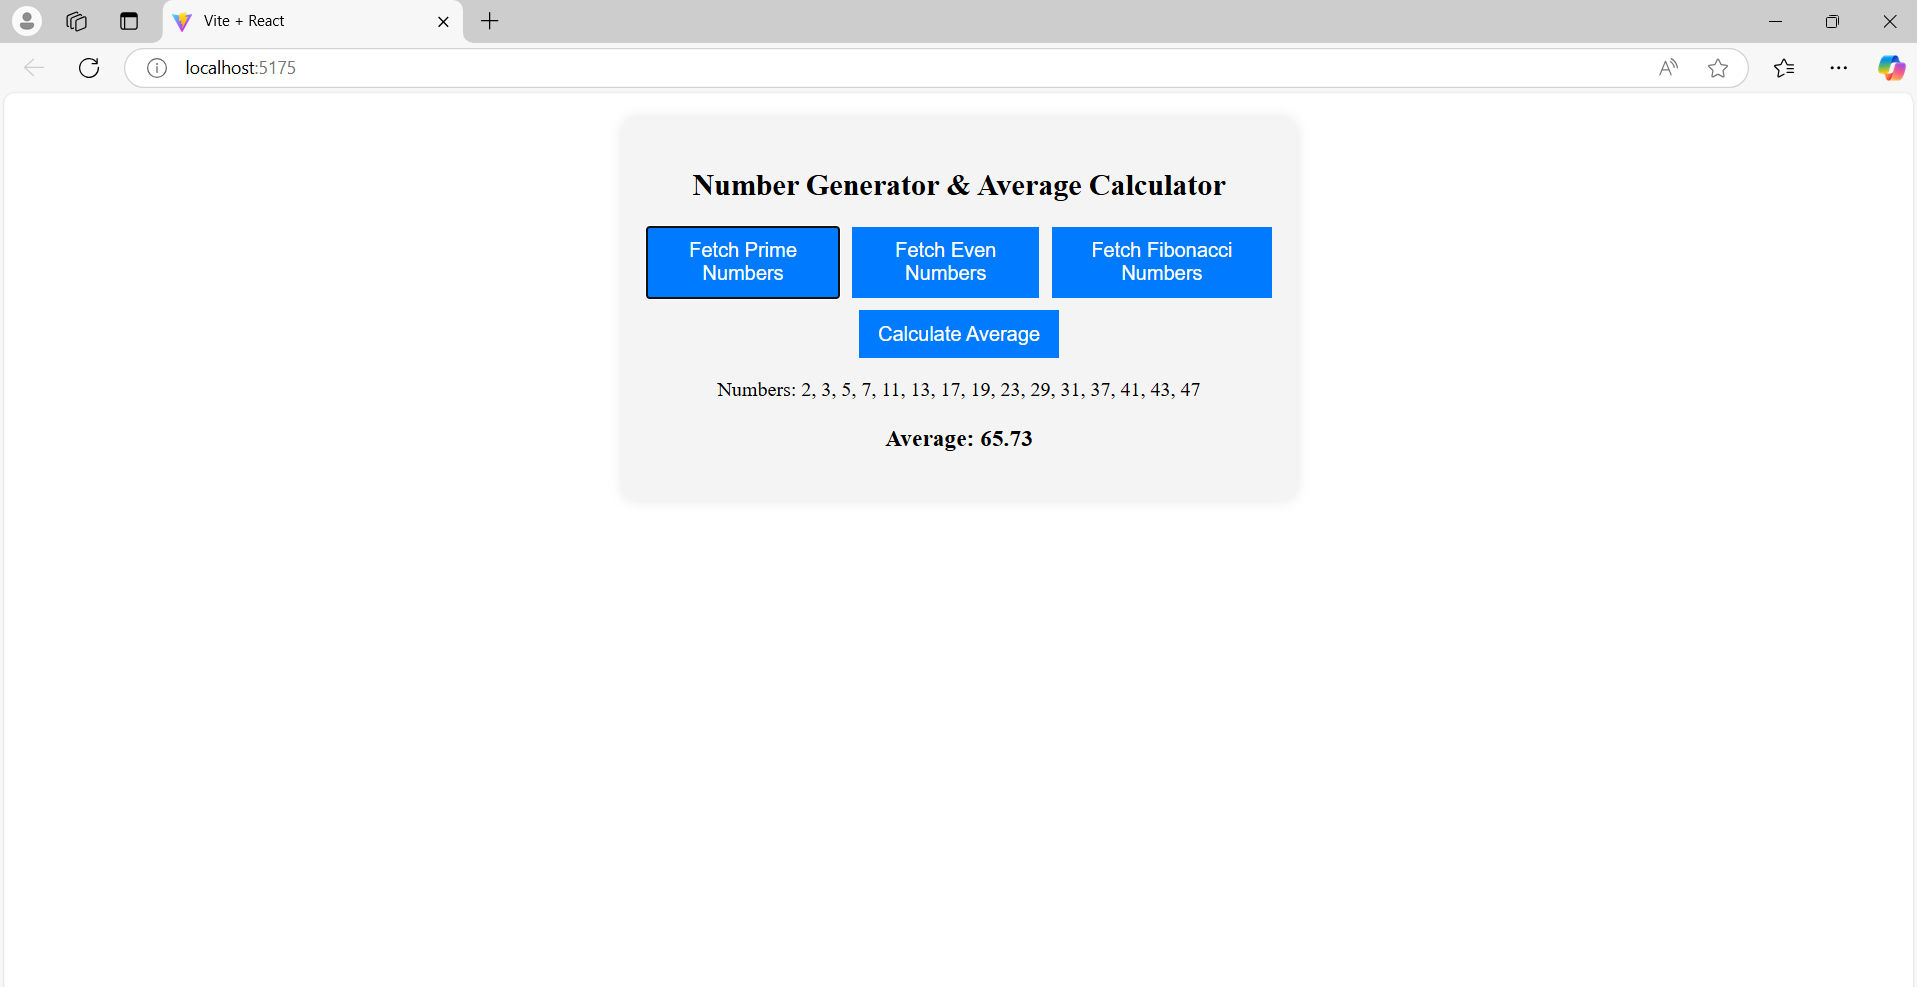 Vite + React
localhost:5175
Number Generator & Average Calculator
Fetch Prime
Numbers
Fetch Even
Numbers
Fetch Fibonacci
Numbers
Calculate Average
Numbers: 2, 3, 5, 7, 11, 13, 17, 19, 23, 29, 31, 37, 41, 43, 47
Average: 65.73